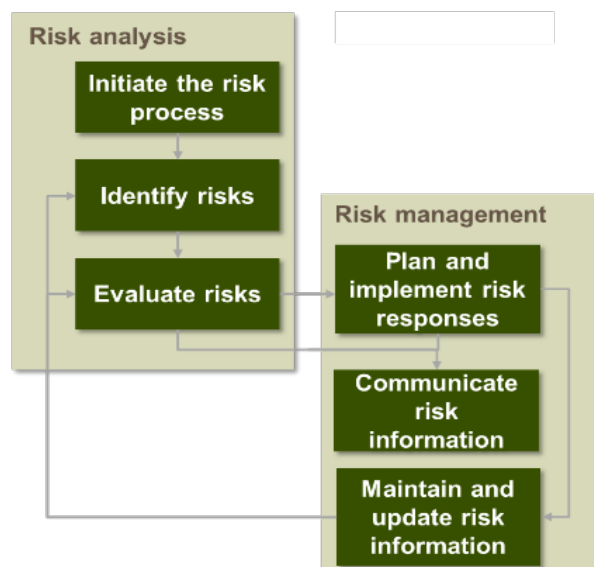 Risk analysis
Initiate the risk
process
Identify risks
Evaluate risks
Risk management
Plan and
implement risk
responses
Communicate
risk
information
Maintain and
update risk
information